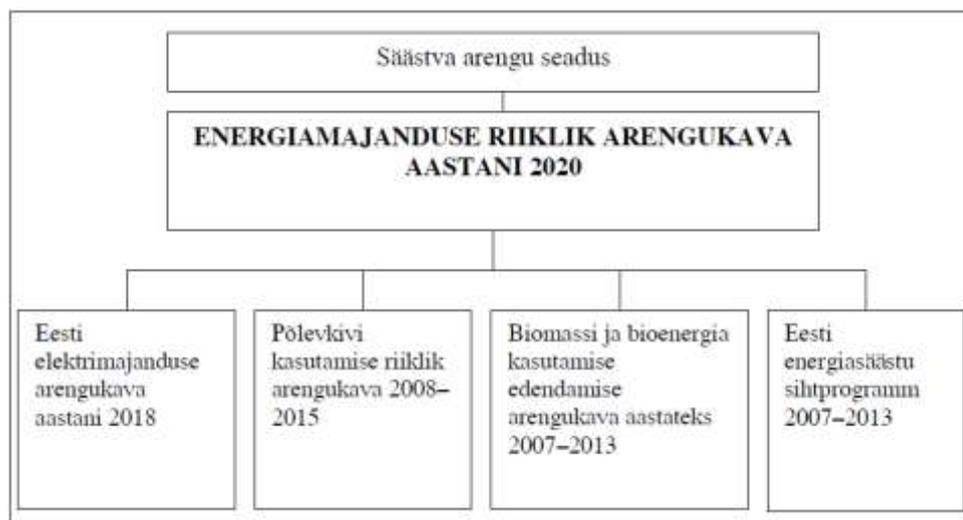 Säästva arengu seadus
ENERGIAMAJANDUSE RIIKLIK ARENGUKAVA
AASTANI 2020
Eesti
elektrimajanduse
arengukava
aastani 2018
Põlevkivi
kasutamise riiklik
arengukava 2008–
2015
Biomassi ja bioenergia
kasutamise
edendamise
arengukava aastateks
2007–2013
Eesti
energiasäästu
sihtprogramm
2007–2013